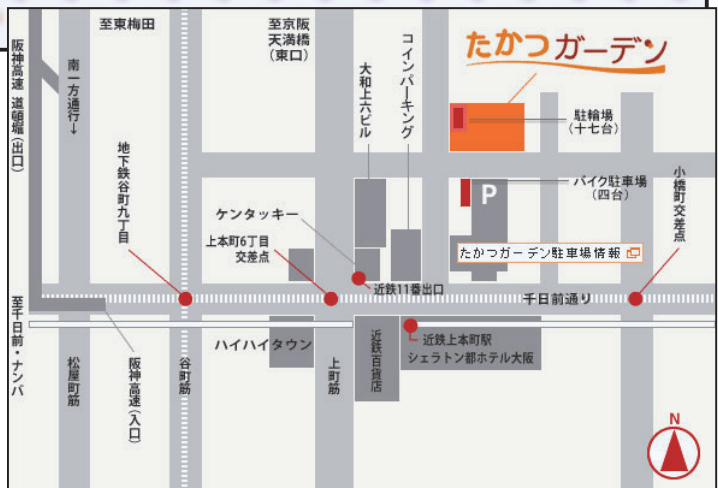 至東梅田
至京阪
天満橋
(東口)
たかつガーデン
阪神高速 道頓堀(出口)
南一方通行→
地下鉄谷町九丁目
大和上六ビル
コインパーキング
駐輪場
(十七台)
バイク駐車場
(四台)
小橋町交差点
ケンタッキー
上本町6丁目
交差点
P
たかつガーデン駐車場情報
近鉄11番出口
千日前通り
至千日前・ナンバ
松屋町筋
阪神高速(入口)
谷町筋
ハイハイタウン
上町筋
近鉄百貨店
近鉄上本町駅
シェラトン都ホテル大阪
N